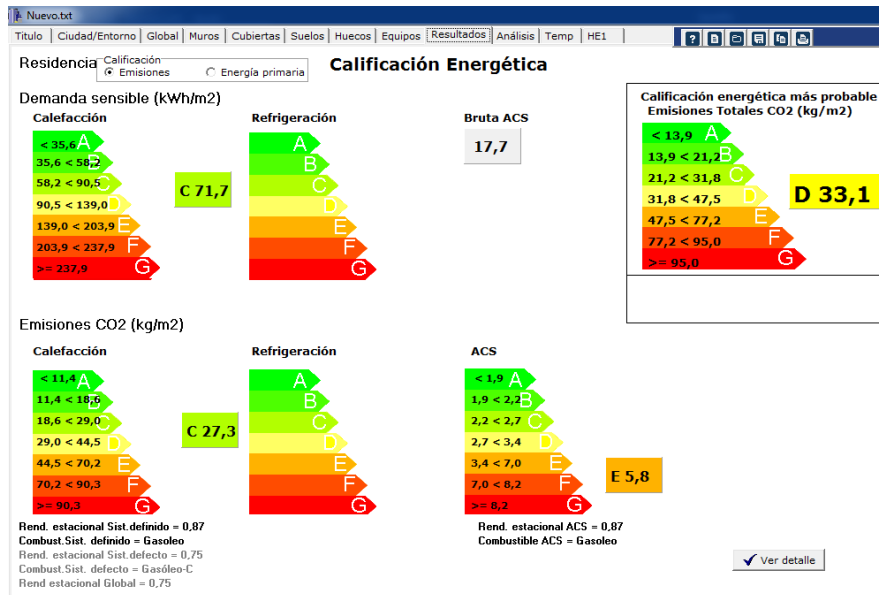 Nuevo.txt
Titulo Ciudad/Entorno Global Muros Cubiertas Suelos Huecos Equipos Resultados Análisis Temp HE1
Residencia Calificación
Emisiones Energía primaria
Calificación Energética
Demanda sensible (kWh/m2)
Calefacción
< 35,6 A
35,6 < 58,2 B
58,2 < 90,5 C
90,5 < 139,0 D
139,0 < 203,9 E
203,9 < 237,9 F
>= 237,9 G
C 71,7
Refrigeración
A
B
C
D
E
F
G
Bruta ACS
17,7
Calificación energética más probable
Emisiones Totales CO2 (kg/m2)
< 13,9 A
13,9 < 21,2 B
21,2 < 31,8 C
31,8 < 47,5 D
47,5 < 77,2 E
77,2 < 95,0 F
>= 95,0 G
D 33,1
Emisiones CO2 (kg/m2)
Calefacción
< 11,4 A
11,4 < 18,6 B
18,6 < 29,0 C
29,0 < 44,5 D
44,5 < 70,2 E
70,2 < 90,3 F
>= 90,3 G
C 27,3
Refrigeración
A
B
C
D
E
F
G
ACS
< 1,9 A
1,9 < 2,2 B
2,2 < 2,7 C
2,7 < 3,4 D
3,4 < 7,0 E
7,0 < 8,2 F
>= 8,2 G
E 5,8
Rend. estacional Sist.definido = 0,87
Combust.Sist. definido = Gasoleo
Rend. estacional Sist.defecto = 0,75
Combust.Sist. defecto = Gasóleo-C
Rend estacional Global = 0,75
Rend. estacional ACS = 0,87
Combustible ACS = Gasoleo
Ver detalle